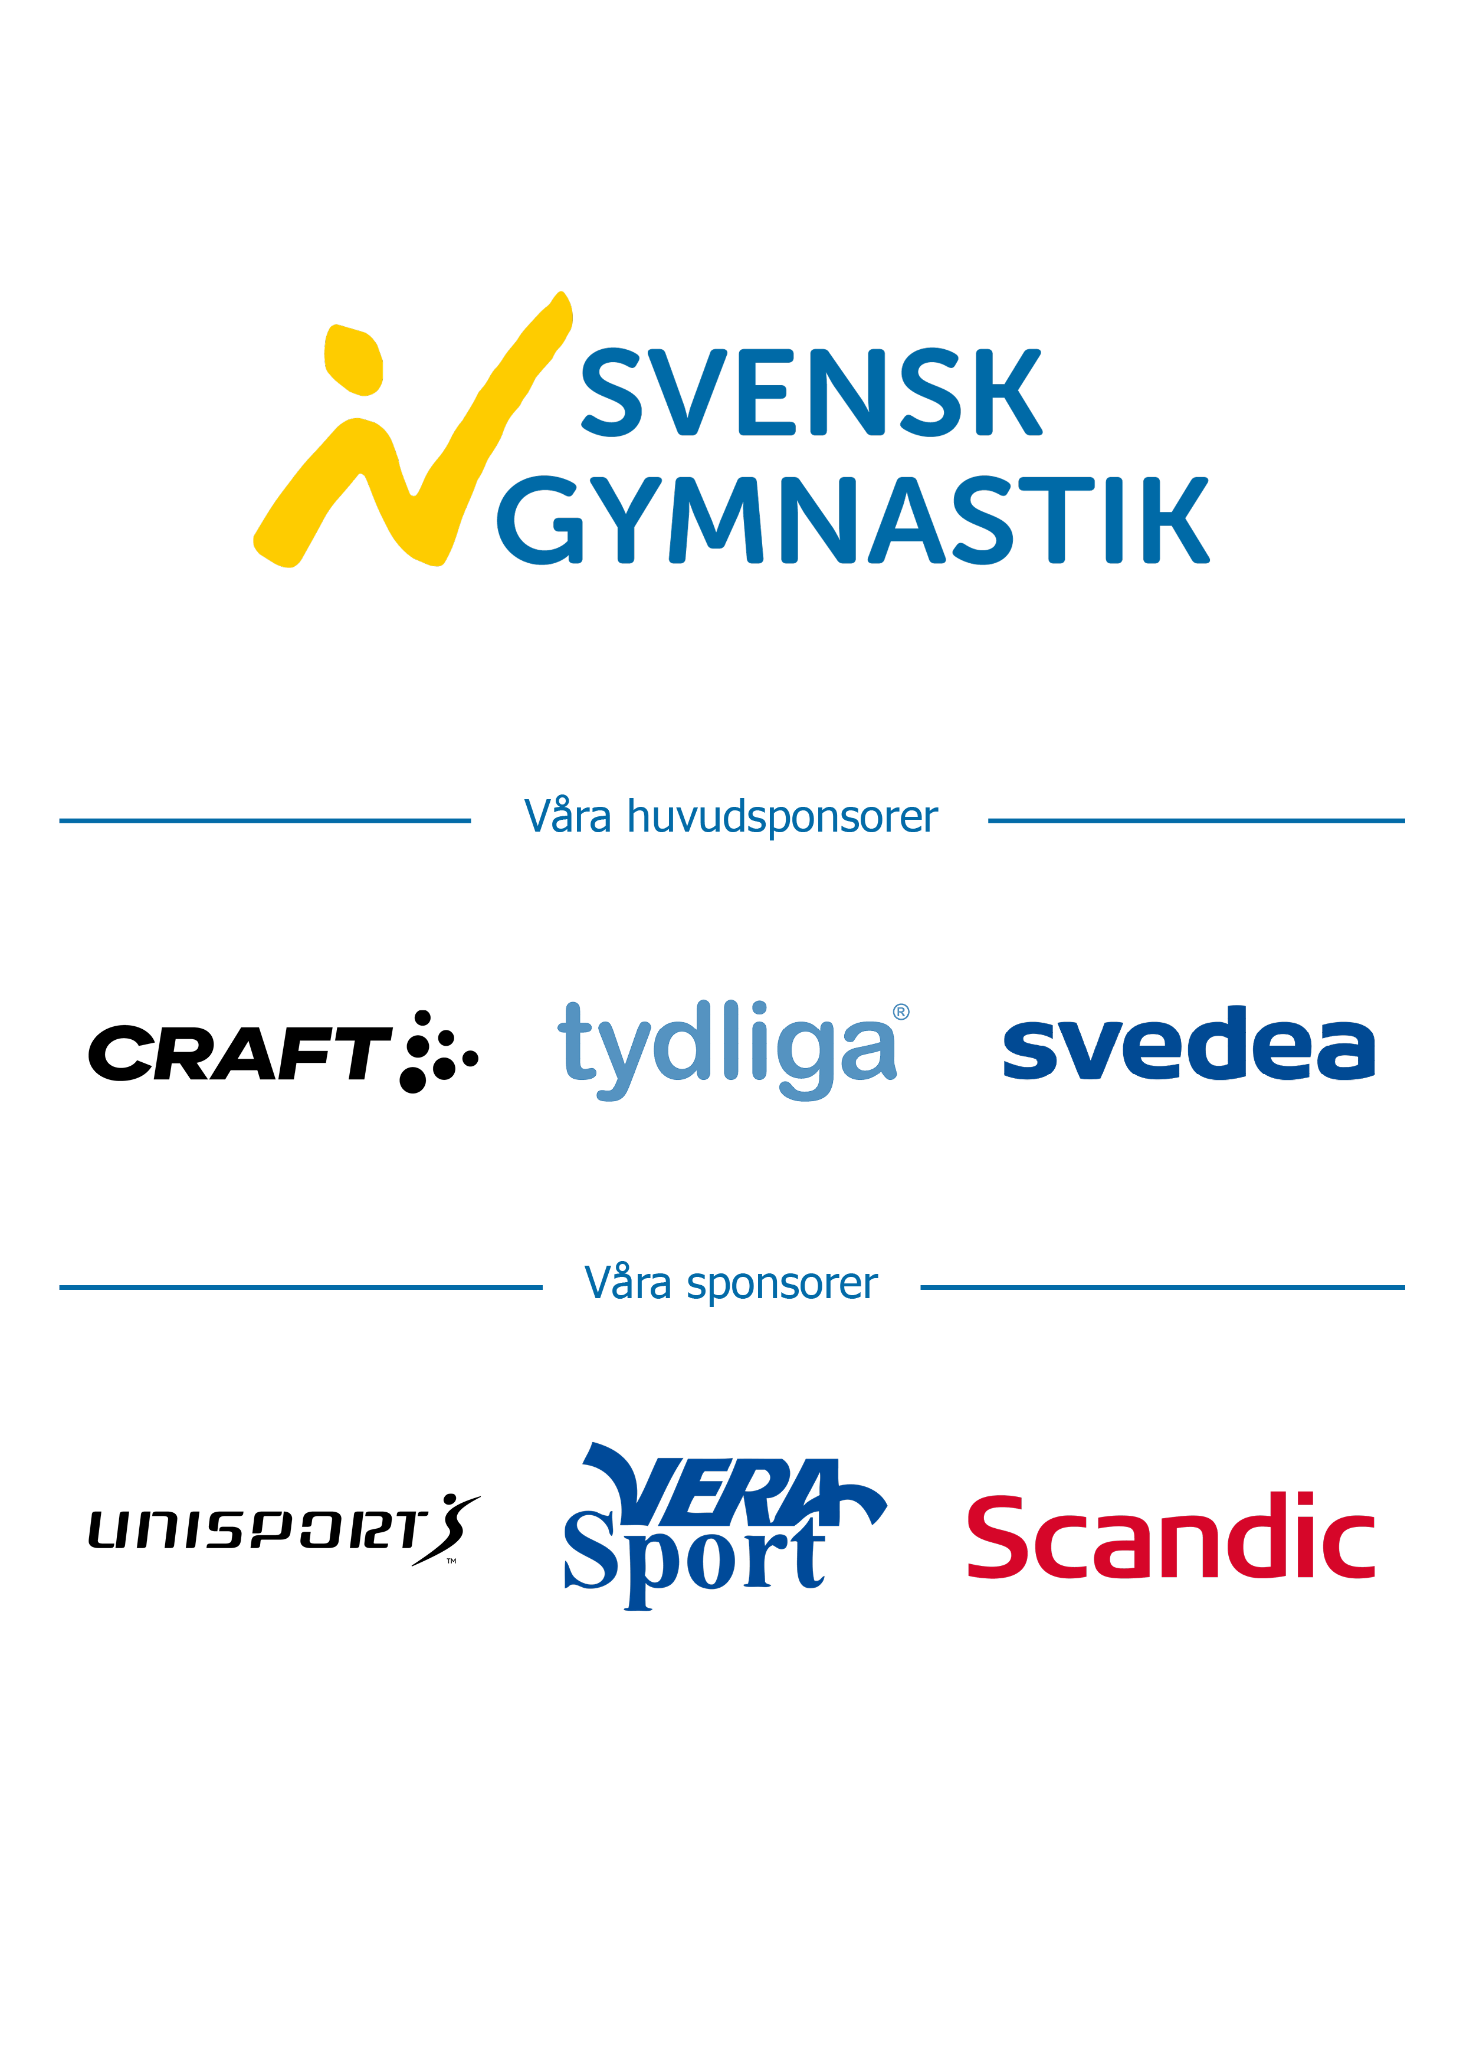 SVENSK
GYMNASTIK
Våra huvudsponsorer
CRAFT
tydliga®
svedea
Våra sponsorer
UNISPORT™
VERA
Sport
Scandic